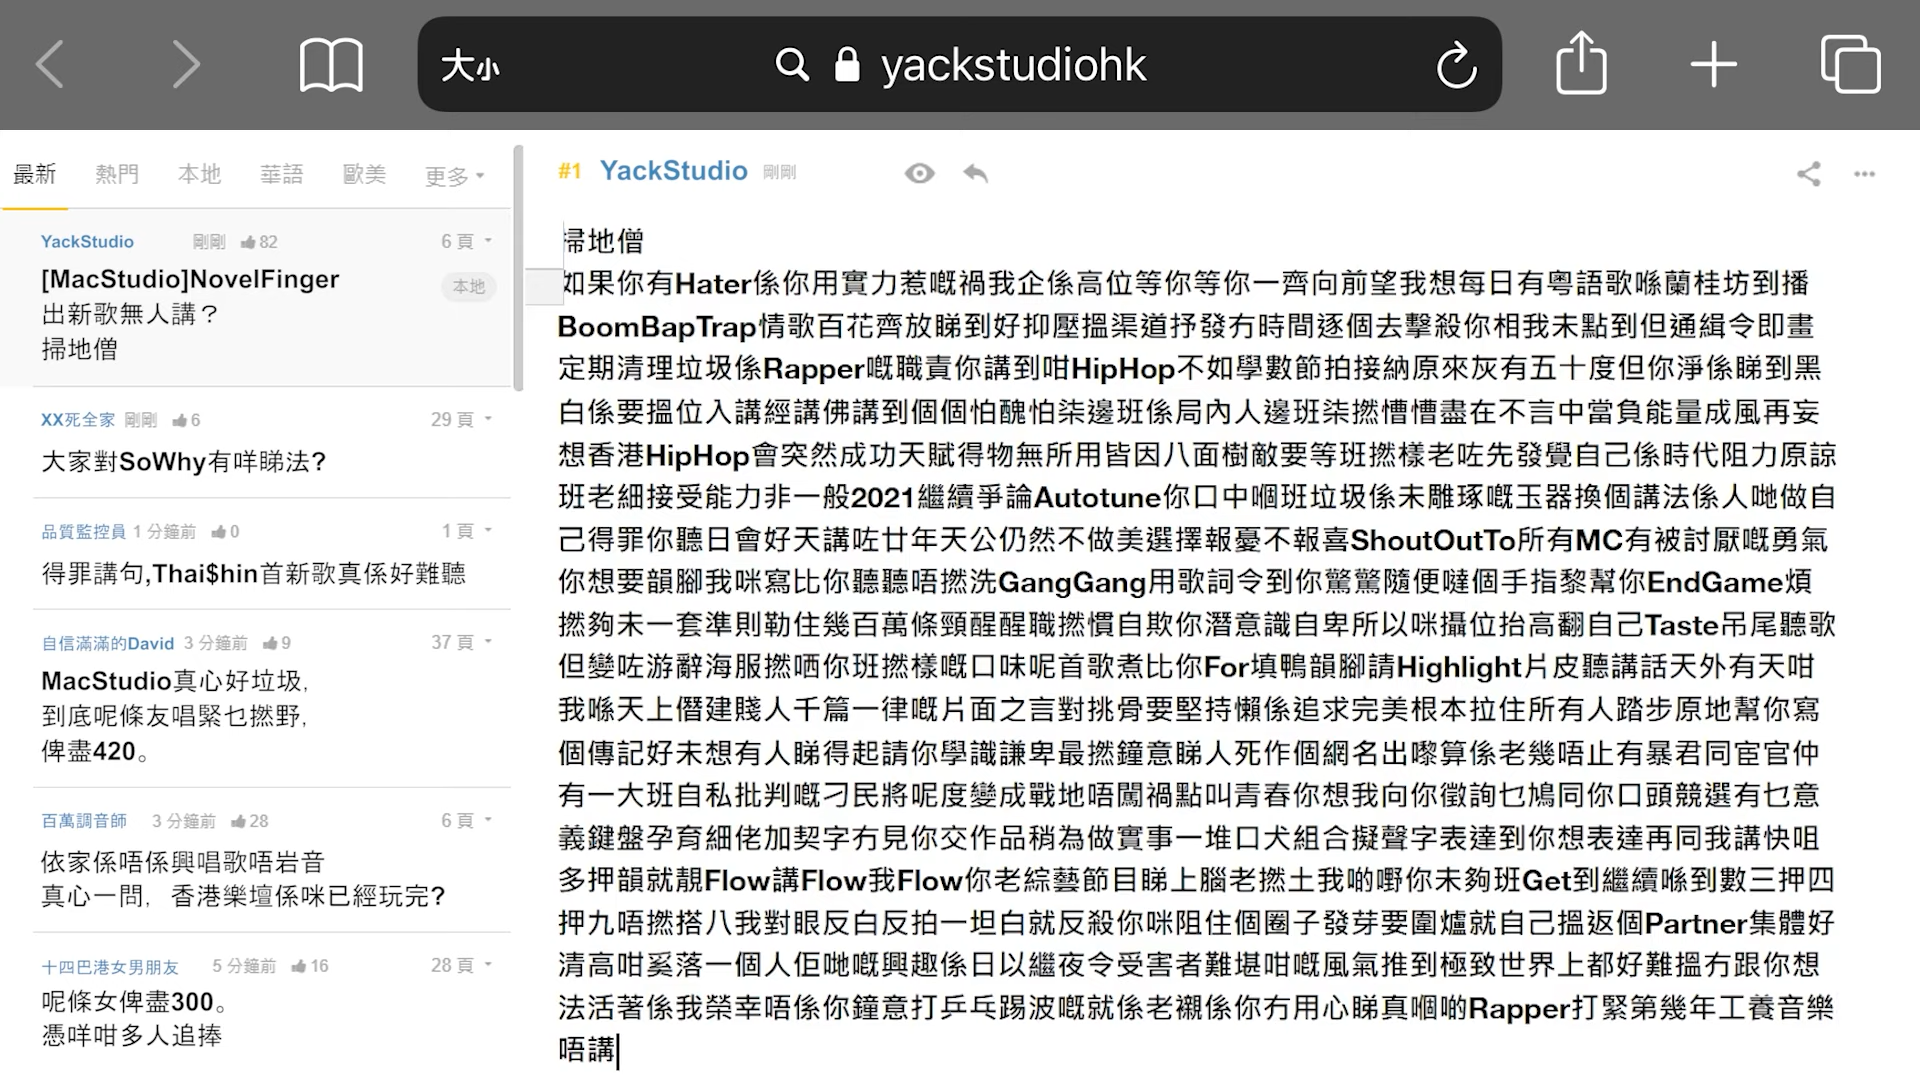 大小
yackstudiohk
最新 熱門 本地 華語 歐美 更多
YackStudio 剛剛 82 6 頁
[MacStudio]NovelFinger
本地
出新歌無人講？
掃地僧
XX死全家 剛剛 6 29 頁
大家對SoWhy有咩睇法?
品質監控員 1 分鐘前 0 1 頁
得罪講句,Thai$hin首新歌真係好難聽
自信滿滿的David 3 分鐘前 9 37 頁
MacStudio真心好垃圾,
到底呢條友唱緊乜撚野,
俾盡420。
百萬調音師 3 分鐘前 28 6 頁
依家係唔係興唱歌唔岩音
真心一問, 香港樂壇係咪已經玩完?
十四巴港女男朋友 5 分鐘前 16 28 頁
呢條女俾盡300。
憑咩咁多人追捧
#1 YackStudio 剛剛
掃地僧
如果你有Hater係你用實力惹嘅禍我企係高位等你等你一齊向前望我想每日有粵語歌喺蘭桂坊到播
BoomBapTrap情歌百花齊放睇到好抑壓搵渠道抒發冇時間逐個去擊殺你相我未點到但通緝令即畫
定期清理垃圾係Rapper嘅職責你講到咁HipHop不如學數節拍接納原來灰有五十度但你淨係睇到黑
白係要搵位入講經講佛講到個個怕醜怕柒邊班係局內人邊班柒撚慒慒盡在不言中當負能量成風再妄
想香港HipHop會突然成功天賦得物無所用皆因八面樹敵要等班撚樣老咗先發覺自己係時代阻力原諒
班老細接受能力非一般2021繼續爭論Autotune你口中嗰班垃圾係未雕琢嘅玉器換個講法係人哋做自
己得罪你聽日會好天講咗廿年天公仍然不做美選擇報憂不報喜ShoutOutTo所有MC有被討厭嘅勇氣
你想要韻腳我咪寫比你聽聽唔撚洗GangGang用歌詞令到你驚驚隨便噠個手指黎幫你EndGame煩
撚夠未一套準則勒住幾百萬條頸醒醒職撚慣自欺你潛意識自卑所以咪攝位抬高翻自己Taste吊尾聽歌
但變咗游辭海服撚哂你班撚樣嘅口味呢首歌煮比你For填鴨韻腳請Highlight片皮聽講話天外有天咁
我喺天上僭建賤人千篇一律嘅片面之言對挑骨要堅持懶係追求完美根本拉住所有人踏步原地幫你寫
個傳記好未想有人睇得起請你學識謙卑最撚鐘意睇人死作個網名出嚟算係老幾唔止有暴君同宦官仲
有一大班自私批判嘅刁民將呢度變成戰地唔闖禍點叫青春你想我向你徵詢乜鳩同你口頭競選有乜意
義鍵盤孕育細佬加契字冇見你交作品稍為做實事一堆口犬組合擬聲字表達到你想表達再同我講快咀
多押韻就靚Flow講Flow我Flow你老綜藝節目睇上腦老撚土我啲嘢你未夠班Get到繼續喺到數三押四
押九唔撚搭八我對眼反白反拍一坦白就反殺你咪阻住個圈子發芽要圍爐就自己搵返個Partner集體好
清高咁奚落一個人佢哋嘅興趣係日以繼夜令受害者難堪咁嘅風氣推到極致世界上都好難搵冇跟你想
法活著係我榮幸唔係你鐘意打乒乓踢波嘅就係老襯係你冇用心睇真嗰啲Rapper打緊第幾年工養音樂
唔講